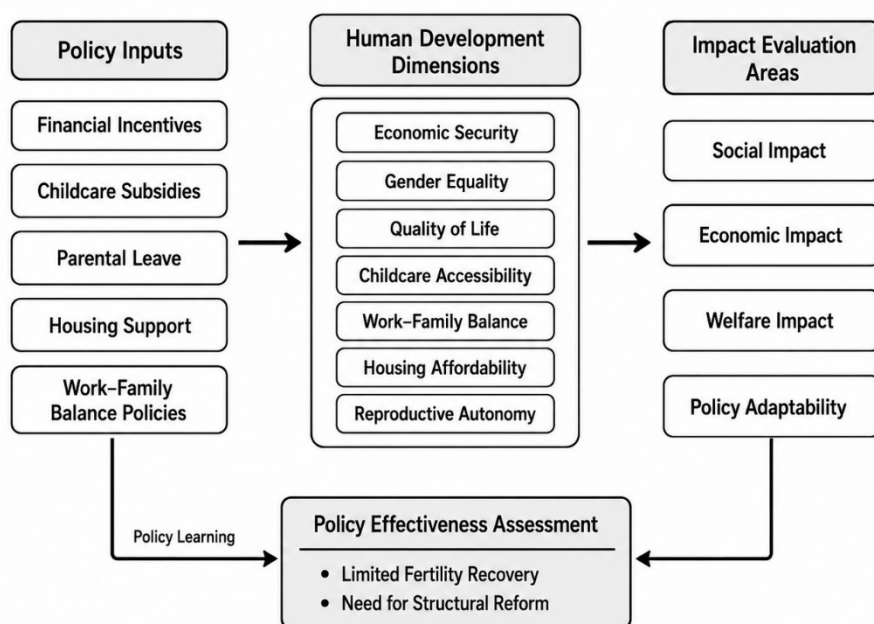 Policy Inputs
Financial Incentives
Childcare Subsidies
Parental Leave
Housing Support
Work–Family
Balance Policies
Human Development
Dimensions
Economic Security
Gender Equality
Quality of Life
Childcare Accessibility
Work–Family Balance
Housing Affordability
Reproductive Autonomy
Impact Evaluation
Areas
Social Impact
Economic Impact
Welfare Impact
Policy Adaptability
Policy Learning
Policy Effectiveness Assessment
• Limited Fertility Recovery
• Need for Structural Reform